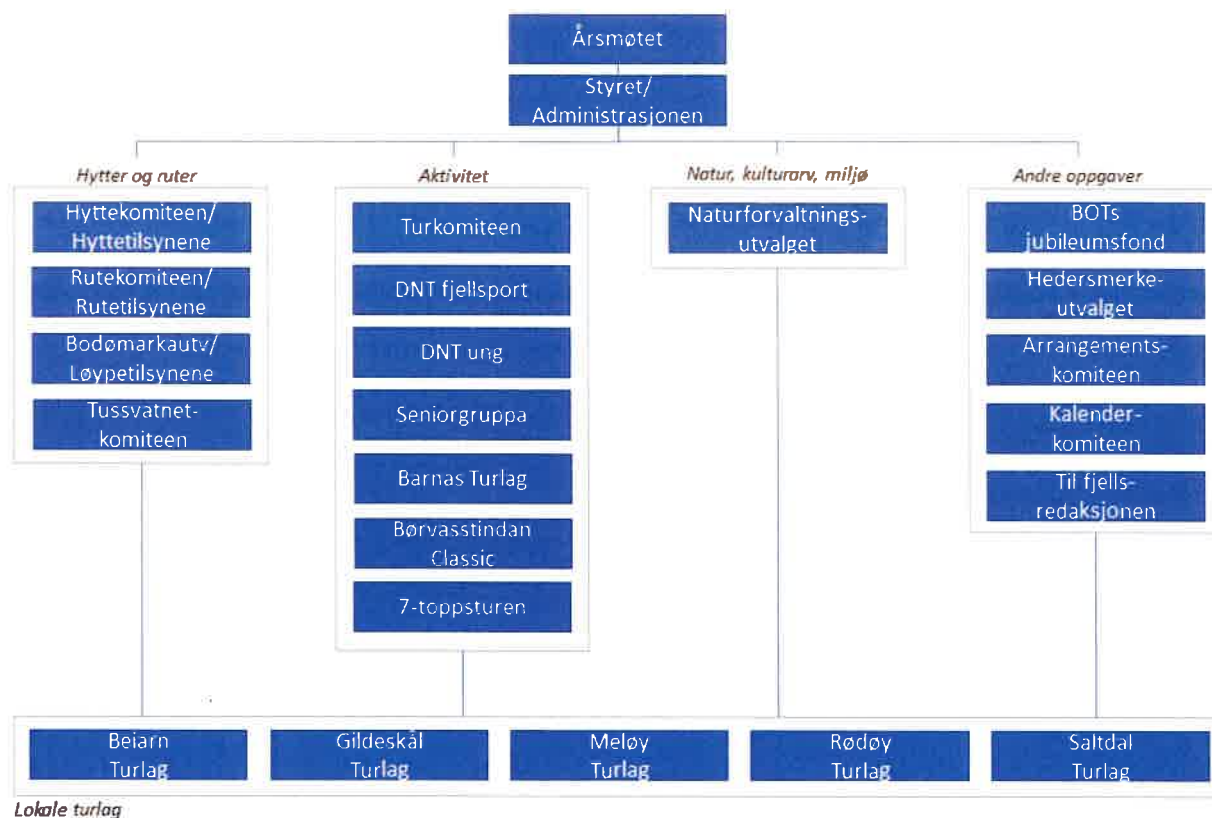 Årsmøtet
Styret/
Administrasjonen
Hytter og ruter
Hyttekomiteen/
Hyttetilsynene
Rutekomiteen/
Rutetilsynene
Bodømarkautv/
Løypetilsynene
Tussvatnet-
komiteen
Aktivitet
Turkomiteen
DNT fjellsport
DNT ung
Seniorgruppa
Barnas Turlag
Børvasstindan
Classic
7-toppsturen
Natur, kulturarv, miljø
Naturforvaltnings-
utvalget
Andre oppgaver
BOTs
jubileumsfond
Hedersmerke-
utvalget
Arrangements-
komiteen
Kalender-
komiteen
Til fjells-
redaksjonen
Beiarn
Turlag
Gildeskål
Turlag
Meløy
Turlag
Rødøy
Turlag
Saltdal
Turlag
Lokale turlag